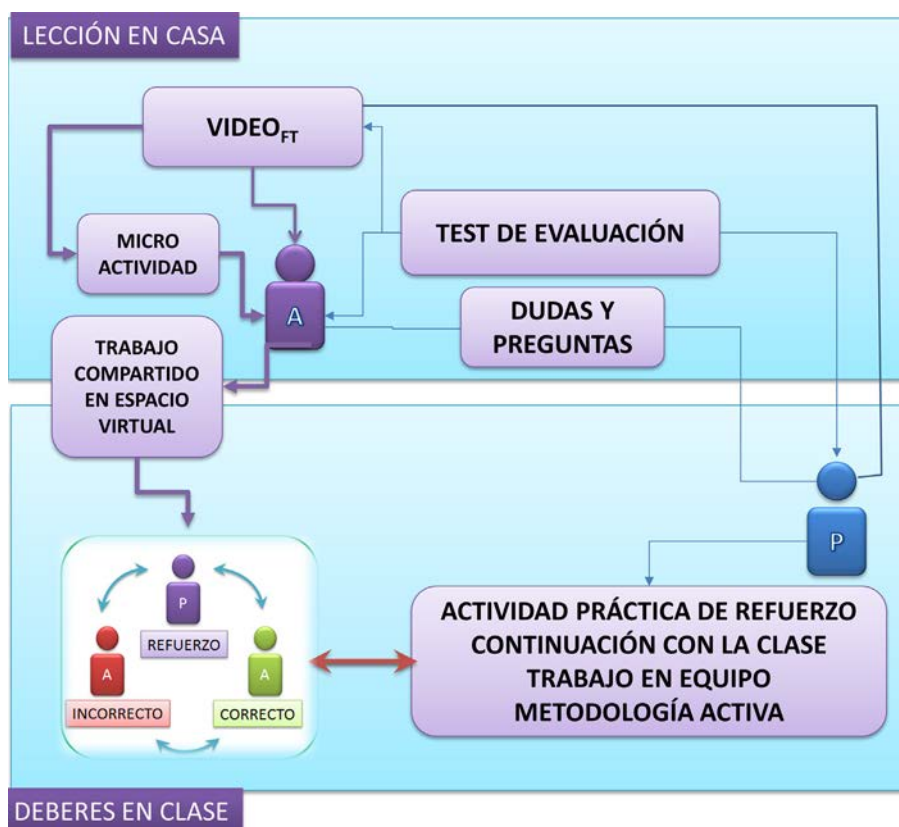 LECCIÓN EN CASA
VIDEOFT
MICRO
ACTIVIDAD
A
TEST DE EVALUACIÓN
DUDAS Y
PREGUNTAS
TRABAJO
COMPARTIDO
EN ESPACIO
VIRTUAL
P
P
REFUERZO
A
INCORRECTO
A
CORRECTO
ACTIVIDAD PRÁCTICA DE REFUERZO
CONTINUACIÓN CON LA CLASE
TRABAJO EN EQUIPO
METODOLOGÍA ACTIVA
DEBERES EN CLASE